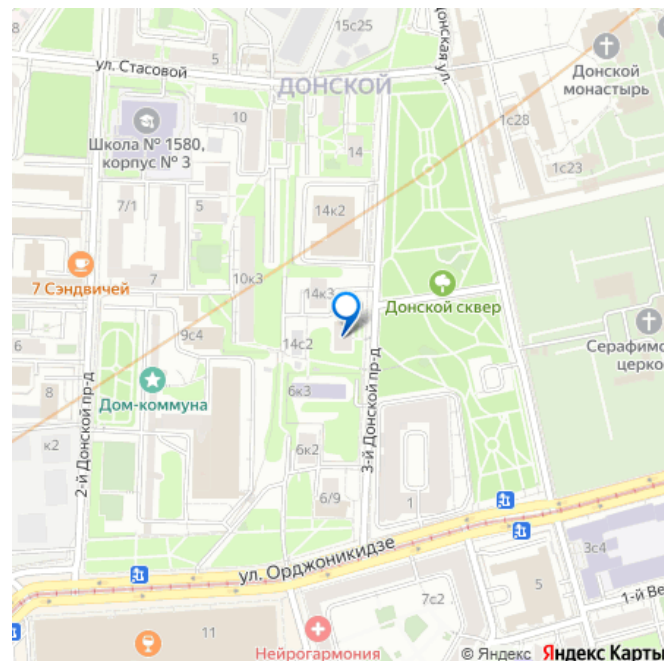 8
15с25
5
ул. Стасовой
ДОНСКОЙ
Донская ул.
Донской
монастырь
10
1с28
Школа № 1580,
корпус № 3
14
1с23
7/1
5
14к2
7 Сэндвичей
7
10к3
14к3
Донской сквер
Серафимо
церко
6
9с4
14с2
8
Дом-коммуна
6к3
3-й Донской пр-д
2-й Донской пр-д
к2
6к2
6/9
1
ул. Орджоникидзе
3с4
5
1-й Ве
7с2
11
Нейрогармония
© Яндекс Яндекс Карты